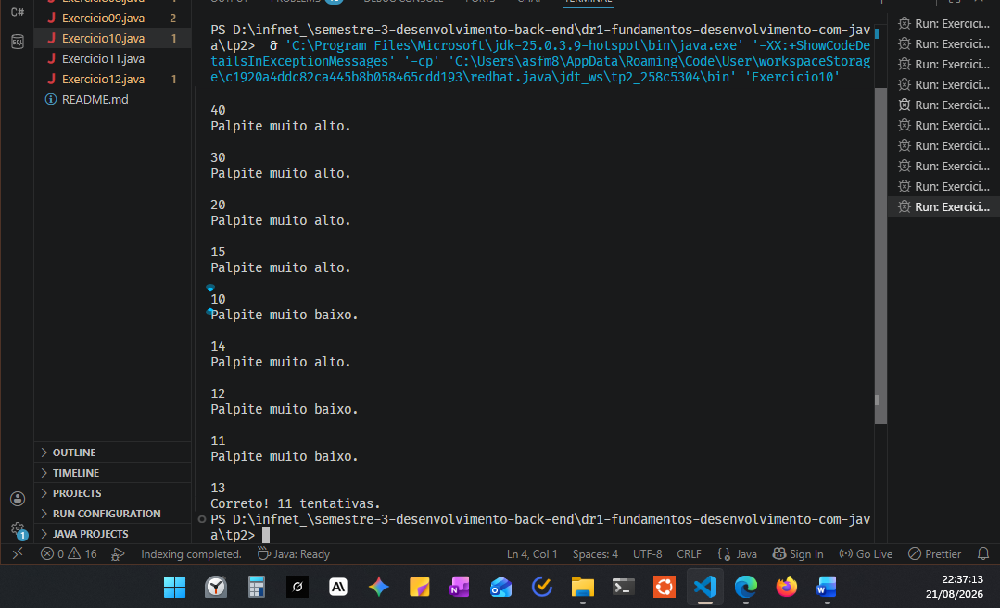 C#
Exercicio09.java 2
Exercicio10.java 1
Exercicio11.java
Exercicio12.java 1
README.md
OUTLINE
TIMELINE
PROJECTS
RUN CONFIGURATION
JAVA PROJECTS
PS D:\infnet_\semestre-3-desenvolvimento-back-end\dr1-fundamentos-desenvolvimento-com-jav
a\tp2>  & 'C:\Program Files\Microsoft\jdk-25.0.3.9-hotspot\bin\java.exe' '-XX:+ShowCodeDe
tailsInExceptionMessages' '-cp' 'C:\Users\asfm8\AppData\Roaming\Code\User\workspaceStorag
e\c1920a4ddc82ca445b8b058465cdd193\redhat.java\jdt_ws\tp2_258c5304\bin' 'Exercicio10'
40
Palpite muito alto.
30
Palpite muito alto.
20
Palpite muito alto.
15
Palpite muito alto.
10
Palpite muito baixo.
14
Palpite muito alto.
12
Palpite muito baixo.
11
Palpite muito baixo.
13
Correto! 11 tentativas.
PS D:\infnet_\semestre-3-desenvolvimento-back-end\dr1-fundamentos-desenvolvimento-com-jav
a\tp2>
Run: Exercici...
Run: Exercici...
Run: Exercici...
Run: Exercici...
Run: Exercici...
Run: Exercici...
Run: Exercici...
Run: Exercici...
Run: Exercici...
Run: Exercici...
1
0 16 Indexing completed. Java: Ready Ln 4, Col 1 Spaces: 4 UTF-8 CRLF {} Java Sign In Go Live Prettier
22:37:13
21/08/2026